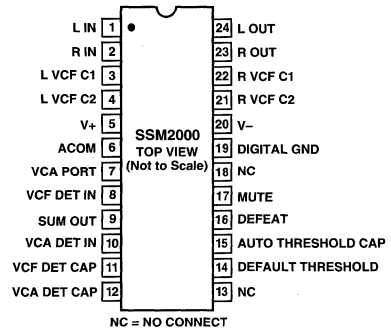 L IN 1 24 L OUT
R IN 2 23 R OUT
L VCF C1 3 22 R VCF C1
L VCF C2 4 21 R VCF C2
V+ 5 20 V–
ACOM 6 19 DIGITAL GND
VCA PORT 7 18 NC
VCF DET IN 8 17 MUTE
SUM OUT 9 16 DEFEAT
VCA DET IN 10 15 AUTO THRESHOLD CAP
VCF DET CAP 11 14 DEFAULT THRESHOLD
VCA DET CAP 12 13 NC
SSM2000
TOP VIEW
(Not to Scale)
NC = NO CONNECT